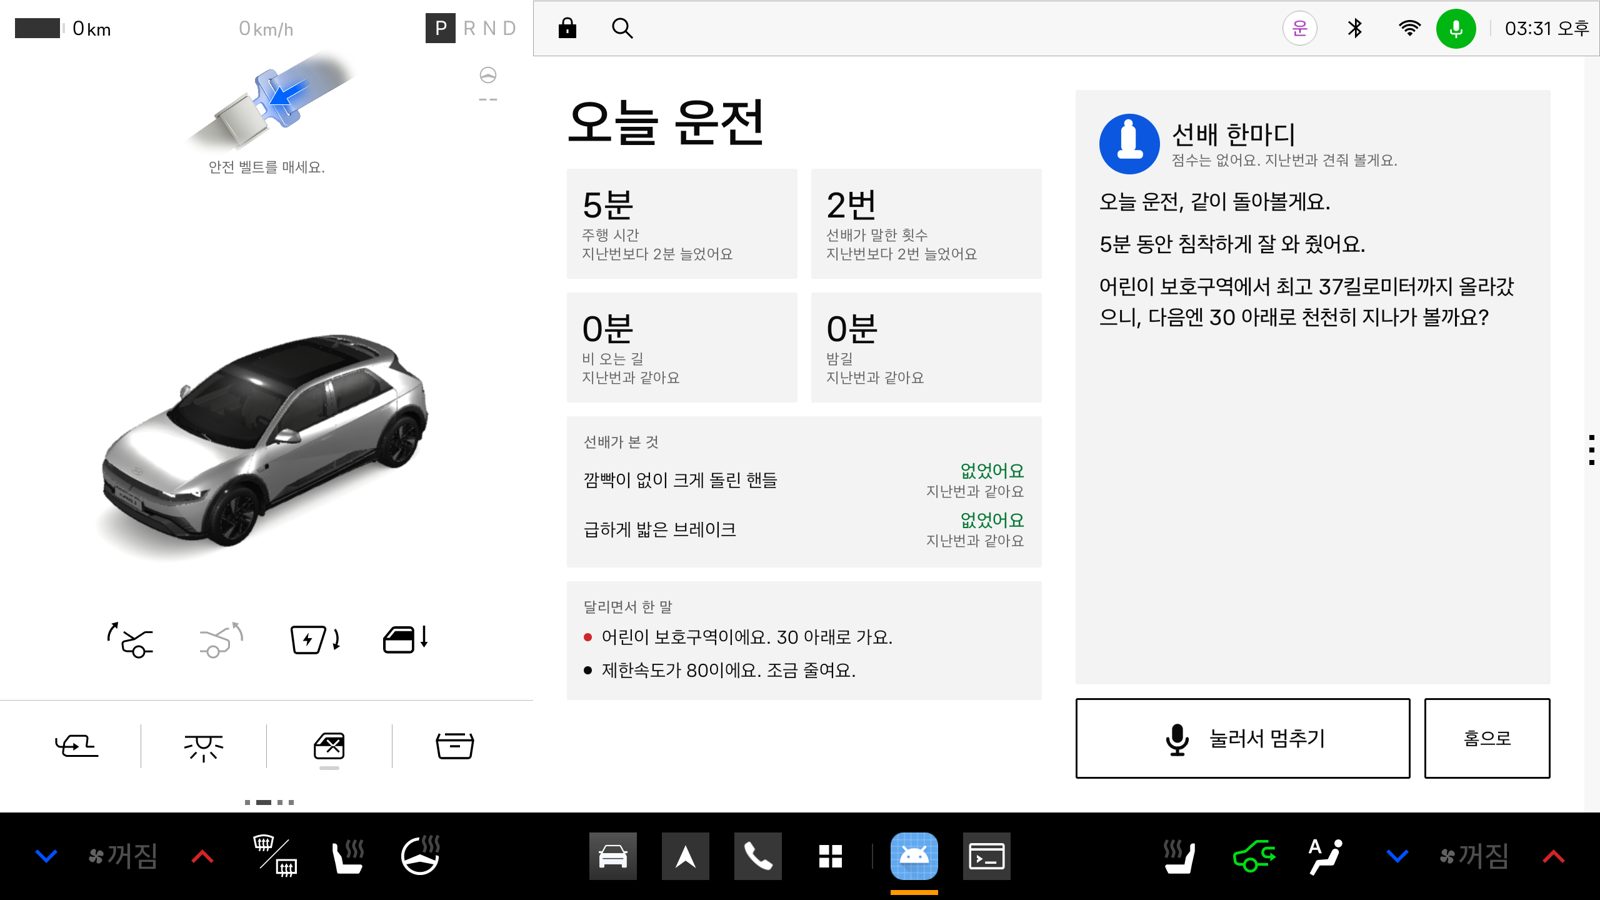 0km
0km/h
P R N D
안전 벨트를 매세요.
운
03:31 오후
오늘 운전
5분
주행 시간
지난번보다 2분 늘었어요
2번
선배가 말한 횟수
지난번보다 2번 늘었어요
0분
비 오는 길
지난번과 같아요
0분
밤길
지난번과 같아요
선배가 본 것
깜빡이 없이 크게 돌린 핸들
없었어요
지난번과 같아요
급하게 밟은 브레이크
없었어요
지난번과 같아요
달리면서 한 말
어린이 보호구역이에요. 30 아래로 가요.
제한속도가 80이에요. 조금 줄여요.
선배 한마디
점수는 없어요. 지난번과 견줘 볼게요.
오늘 운전, 같이 돌아볼게요.
5분 동안 침착하게 잘 와 줬어요.
어린이 보호구역에서 최고 37킬로미터까지 올라갔
으니, 다음엔 30 아래로 천천히 지나가 볼까요?
눌러서 멈추기
홈으로
꺼짐
A
꺼짐